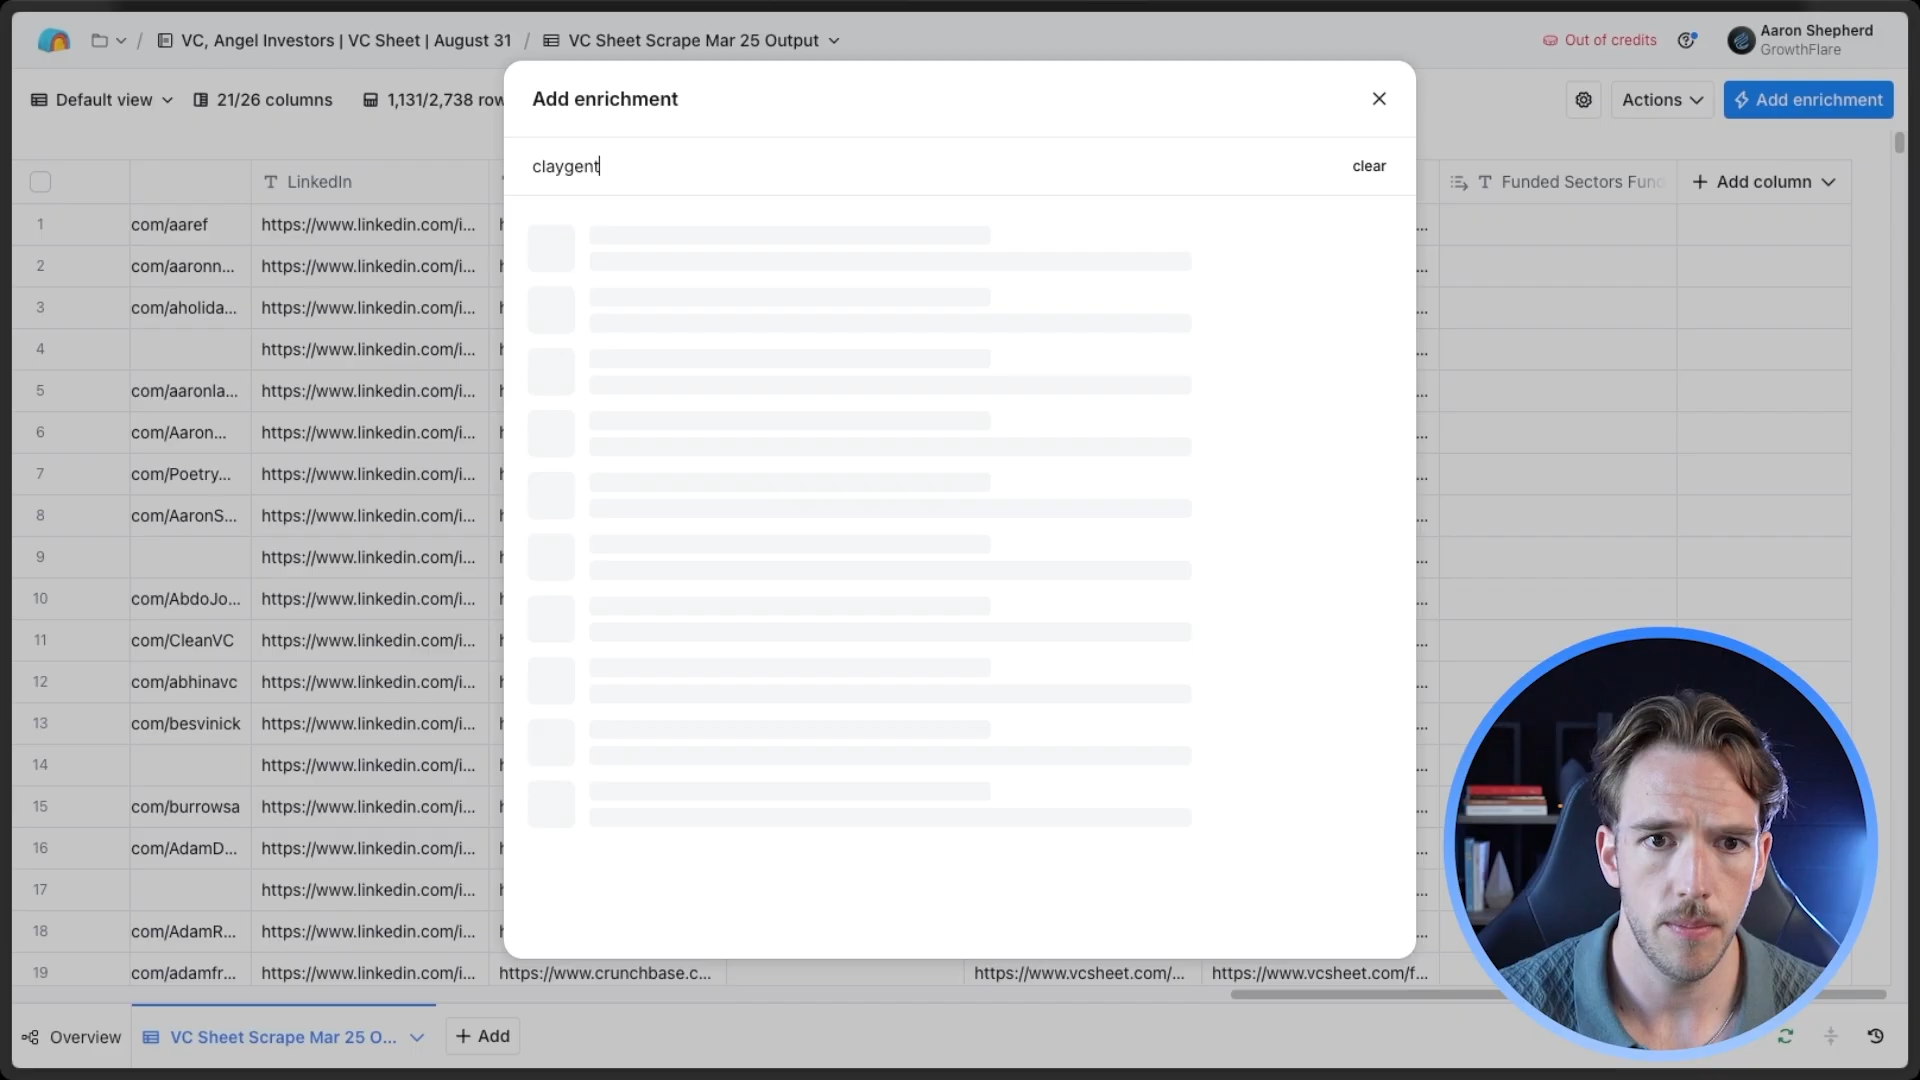 VC, Angel Investors | VC Sheet | August 31 / VC Sheet Scrape Mar 25 Output
Out of credits
Aaron Shepherd
GrowthFlare
Default view
21/26 columns
1,131/2,738 row
Actions
Add enrichment
Add enrichment
claygent
clear
LinkedIn
Funded Sectors Fun
Add column
1 com/aaref https://www.linkedin.com/i...
2 com/aaronn... https://www.linkedin.com/i...
3 com/aholida... https://www.linkedin.com/i...
4 https://www.linkedin.com/i...
5 com/aaronla... https://www.linkedin.com/i...
6 com/Aaron... https://www.linkedin.com/i...
7 com/Poetry... https://www.linkedin.com/i...
8 com/AaronS... https://www.linkedin.com/i...
9 https://www.linkedin.com/i...
10 com/AbdoJo... https://www.linkedin.com/i...
11 com/CleanVC https://www.linkedin.com/i...
12 com/abhinavc https://www.linkedin.com/i...
13 com/besvinick https://www.linkedin.com/i...
14 https://www.linkedin.com/i...
15 com/burrowsa https://www.linkedin.com/i...
16 com/AdamD... https://www.linkedin.com/i...
17 https://www.linkedin.com/i...
18 com/AdamR... https://www.linkedin.com/i...
19 com/adamfr... https://www.linkedin.com/i... https://www.crunchbase.c... https://www.vcsheet.com/... https://www.vcsheet.com/f...
Overview
VC Sheet Scrape Mar 25 O...
Add